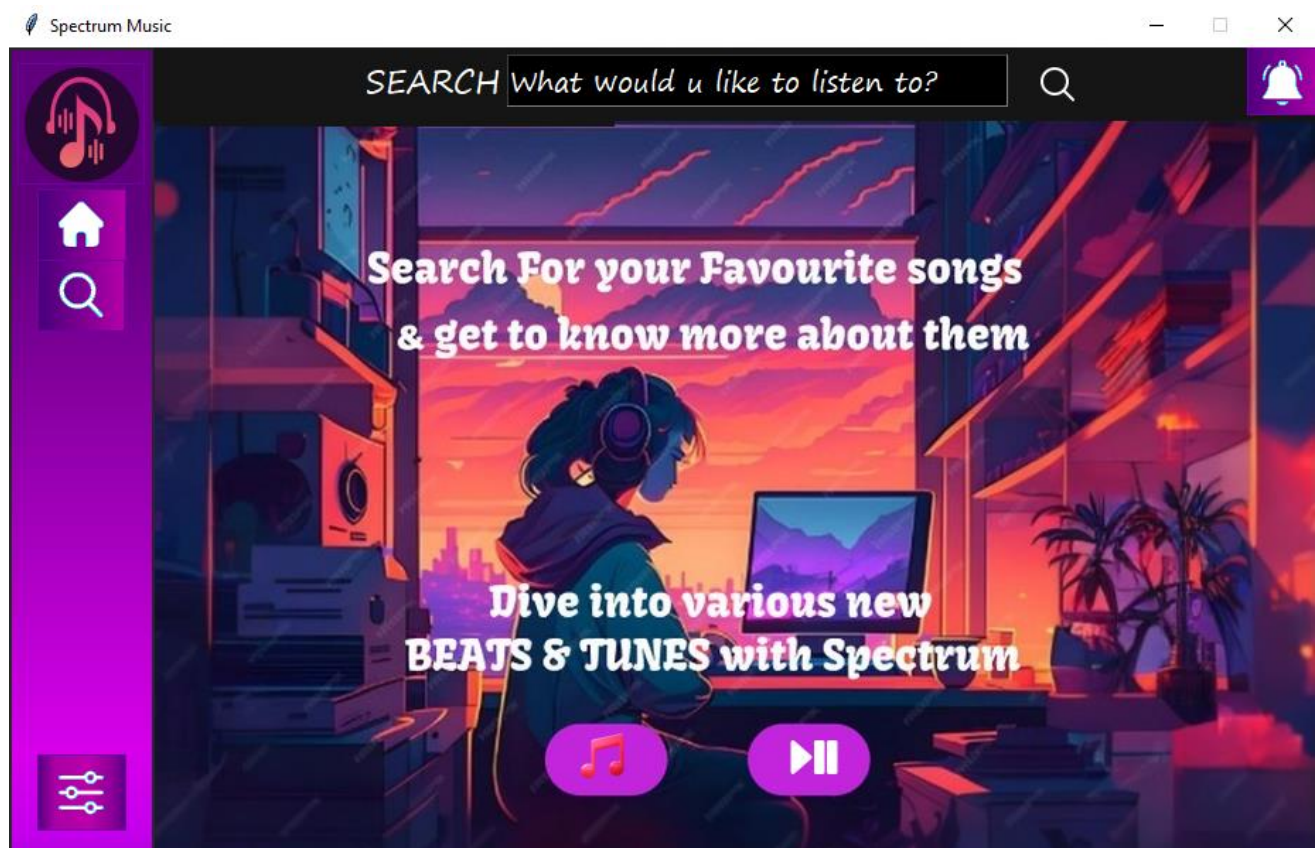 Spectrum Music
SEARCH What would u like to listen to?
Search For your Favourite songs
& get to know more about them
Dive into various new
BEATS & TUNES with Spectrum